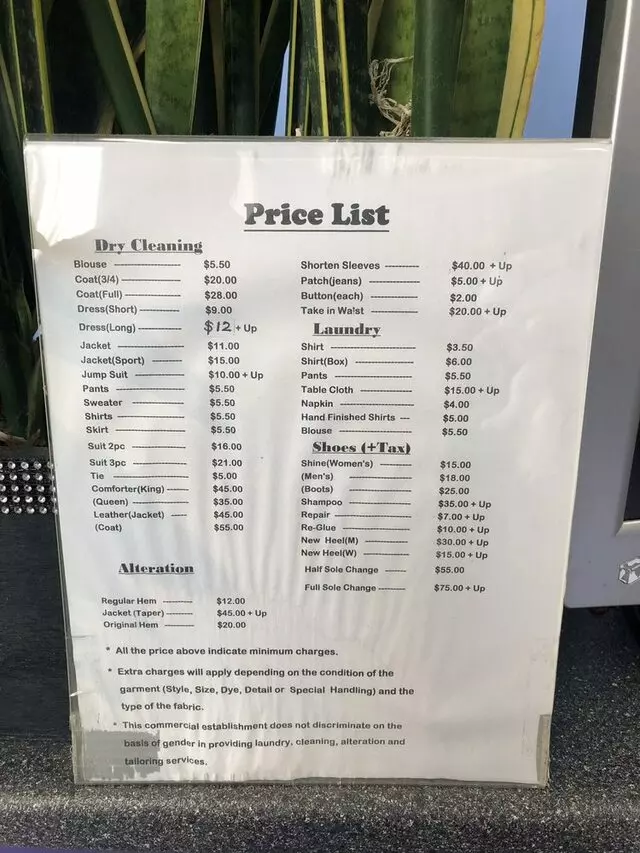 Price List
Dry Cleaning
Blouse $5.50
Coat(3/4) $20.00
Coat(Full) $28.00
Dress(Short) $9.00
Dress(Long) $12 + Up
Jacket $11.00
Jacket(Sport) $15.00
Jump Suit $10.00 + Up
Pants $5.50
Sweater $5.50
Shirts $5.50
Skirt $5.50
Suit 2pc $16.00
Suit 3pc $21.00
Tie $5.00
Comforter(King) $45.00
(Queen) $35.00
Leather(Jacket) $45.00
(Coat) $55.00
Alteration
Regular Hem $12.00
Jacket (Taper) $45.00 + Up
Original Hem $20.00
Shorten Sleeves $40.00 + Up
Patch(jeans) $5.00 + Up
Button(each) $2.00
Take in Waist $20.00 + Up
Laundry
Shirt $3.50
Shirt(Box) $6.00
Pants $5.50
Table Cloth $15.00 + Up
Napkin $4.00
Hand Finished Shirts $5.00
Blouse $5.50
Shoes (+Tax)
Shine(Women's) $15.00
(Men's) $18.00
(Boots) $25.00
Shampoo $35.00 + Up
Repair $7.00 + Up
Re-Glue $10.00 + Up
New Heel(M) $30.00 + Up
New Heel(W) $15.00 + Up
Half Sole Change $55.00
Full Sole Change $75.00 + Up
* All the price above indicate minimum charges.
* Extra charges will apply depending on the condition of the
garment (Style, Size, Dye, Detail or Special Handling) and the
type of the fabric.
* This commercial establishment does not discriminate on the
basis of gender in providing laundry, cleaning, alteration and
tailoring services.